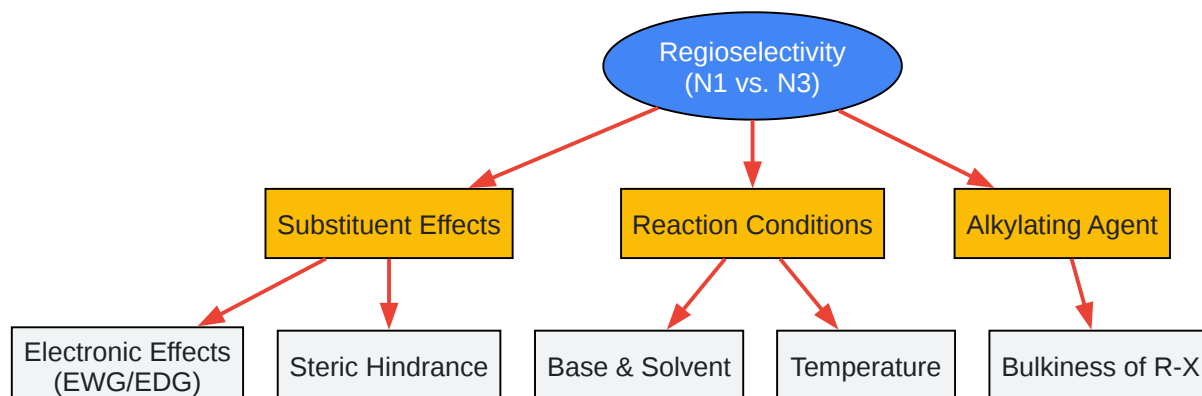 Regioselectivity
(N1 vs. N3)
Substituent Effects
Reaction Conditions
Alkylating Agent
Electronic Effects
(EWG/EDG)
Steric Hindrance
Base & Solvent
Temperature
Bulkiness of R-X